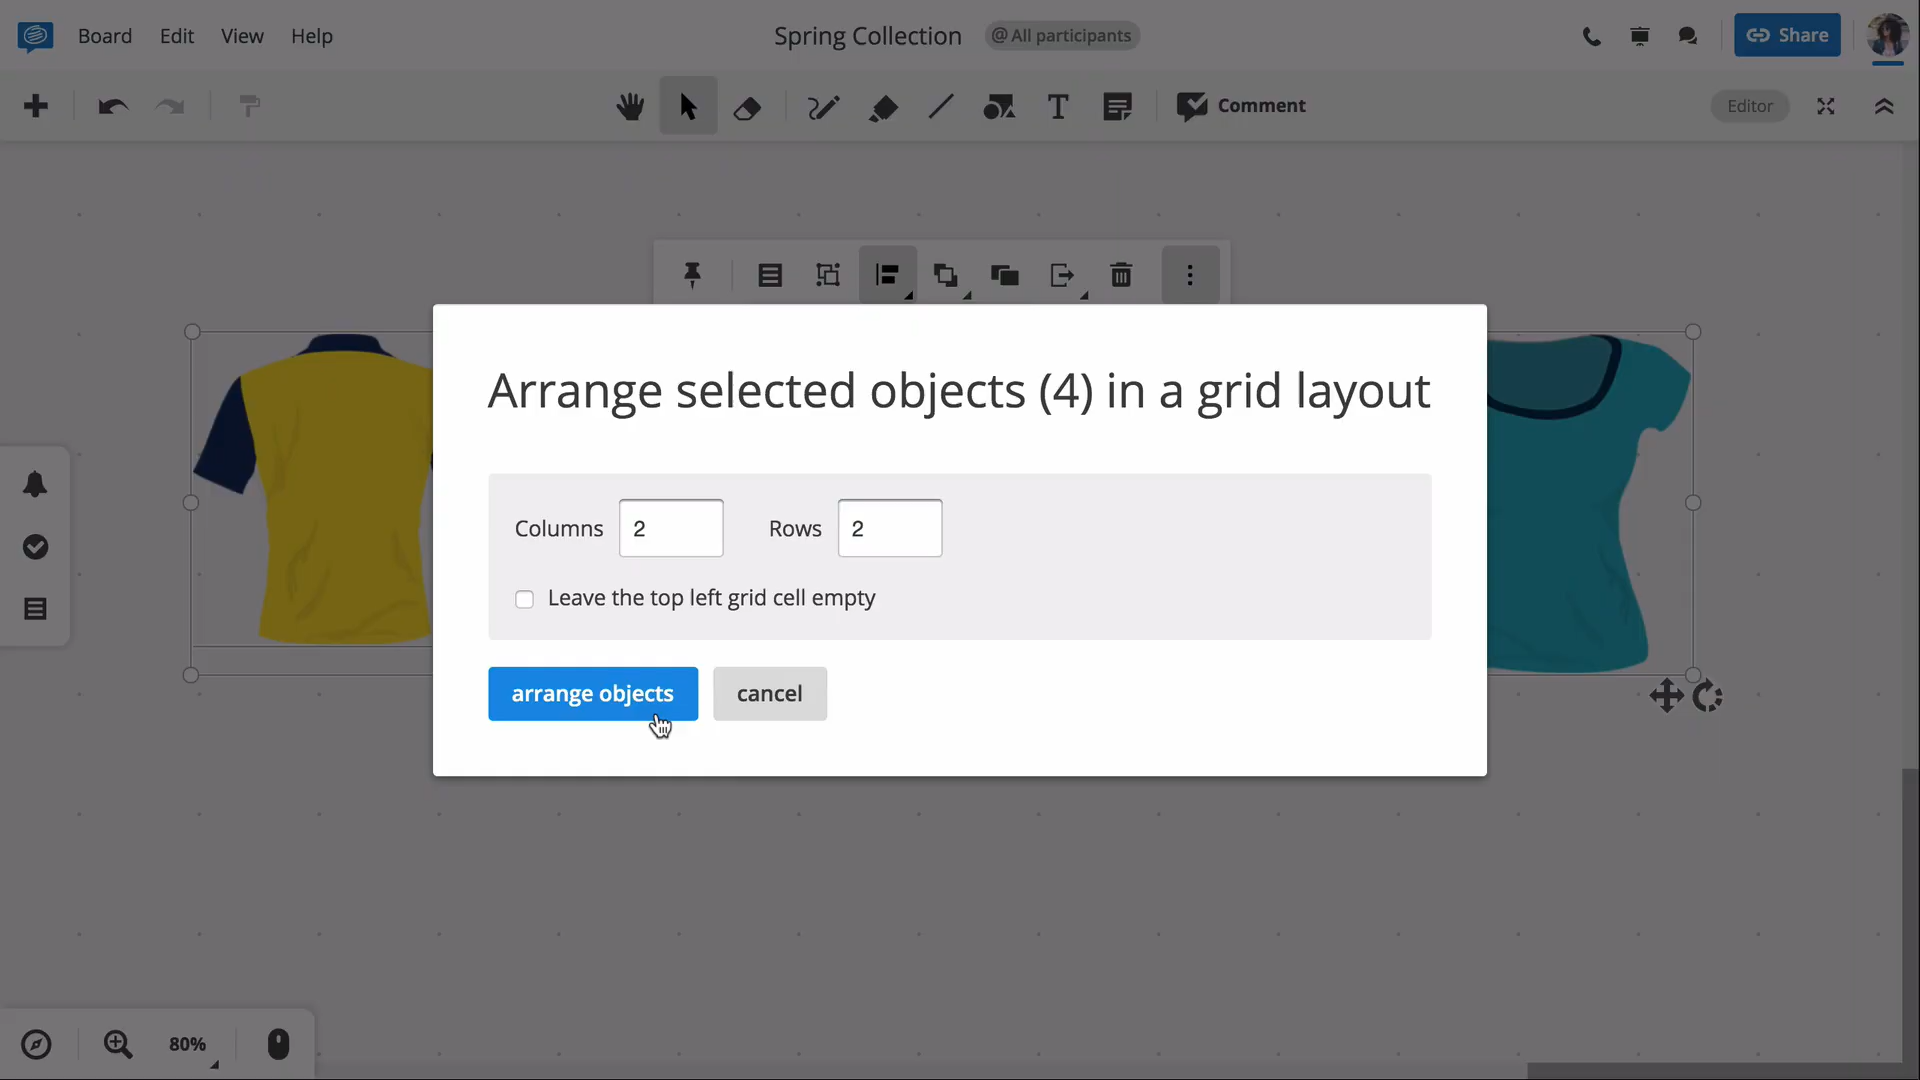 Board Edit View Help
Spring Collection @ All participants
Share
T Comment
Editor
Arrange selected objects (4) in a grid layout
Columns 2 Rows 2
Leave the top left grid cell empty
arrange objects cancel
80%